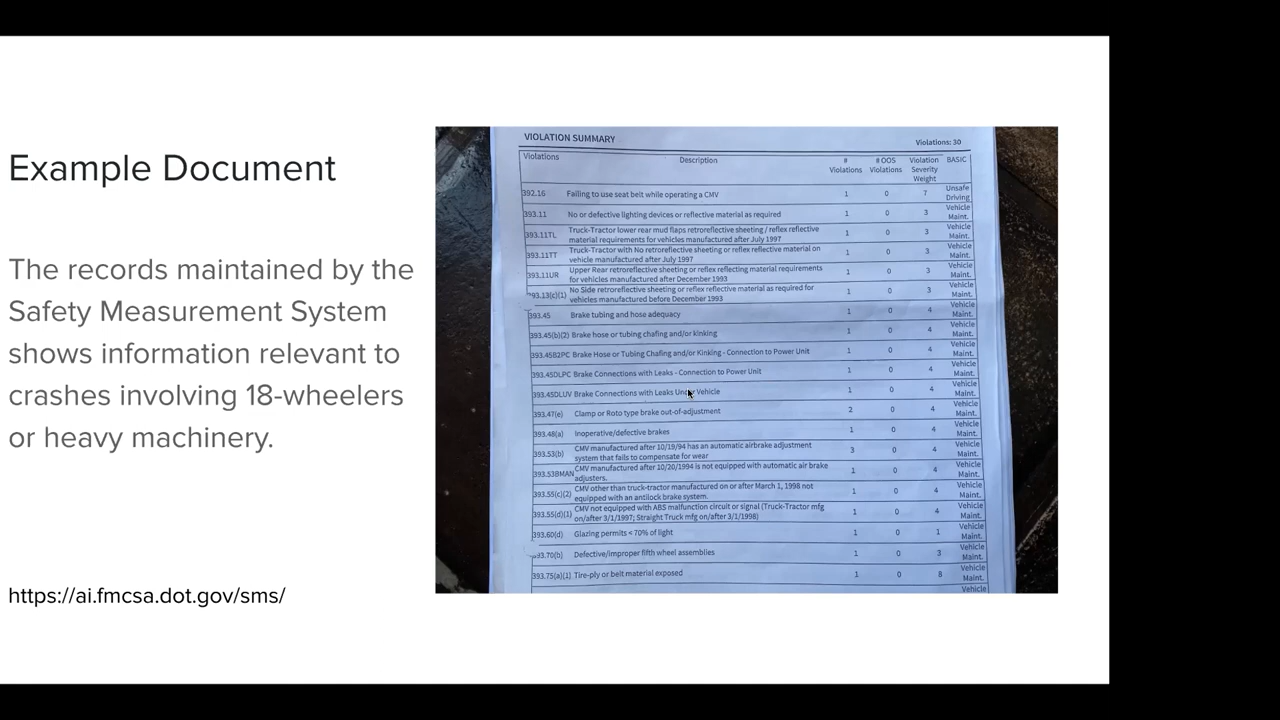 Example Document
The records maintained by the
Safety Measurement System
shows information relevant to
crashes involving 18-wheelers
or heavy machinery.
https://ai.fmcsa.dot.gov/sms/
VIOLATION SUMMARY
Violations: 30
Violations Description # Violations # OOS Violations Violation Severity Weight BASIC
392.16 Failing to use seat belt while operating a CMV 1 0 7 Unsafe Driving
393.11 No or defective lighting devices or reflective material as required 1 0 3 Vehicle Maint.
393.11TL Truck-Tractor lower rear mud flaps retroreflective sheeting / reflex reflective material requirements for vehicles manufactured after July 1997 1 0 3 Vehicle Maint.
393.11TT Truck-Tractor with No retroreflective sheeting or reflex reflective material on vehicle manufactured after July 1997 1 0 3 Vehicle Maint.
393.11UR Upper Rear retroreflective sheeting or reflex reflecting material requirements for vehicles manufactured after December 1993 1 0 3 Vehicle Maint.
393.13(c)(1) No Side retroreflective sheeting or reflex reflective material as required for vehicles manufactured before December 1993 1 0 3 Vehicle Maint.
393.45 Brake tubing and hose adequacy 1 0 4 Vehicle Maint.
393.45(b)(2) Brake hose or tubing chafing and/or kinking 1 0 4 Vehicle Maint.
393.45B2PC Brake Hose or Tubing Chafing and/or Kinking - Connection to Power Unit 1 0 4 Vehicle Maint.
393.45DLPC Brake Connections with Leaks - Connection to Power Unit 1 0 4 Vehicle Maint.
393.45DLUV Brake Connections with Leaks Under Vehicle 1 0 4 Vehicle Maint.
393.47(e) Clamp or Roto type brake out-of-adjustment 2 0 4 Vehicle Maint.
393.48(a) Inoperative/defective brakes 1 0 4 Vehicle Maint.
393.53(b) CMV manufactured after 10/19/94 has an automatic airbrake adjustment system that fails to compensate for wear 3 0 4 Vehicle Maint.
393.53BMAN CMV manufactured after 10/20/1994 is not equipped with automatic air brake adjusters. 1 0 4 Vehicle Maint.
393.55(c)(2) CMV other than truck-tractor manufactured on or after March 1, 1998 not equipped with an antilock brake system. 1 0 4 Vehicle Maint.
393.55(d)(1) CMV not equipped with ABS malfunction circuit or signal (Truck-Tractor mfg on/after 3/1/1997; Straight Truck mfg on/after 3/1/1998) 1 0 4 Vehicle Maint.
393.60(d) Glazing permits < 70% of light 1 0 1 Vehicle Maint.
393.70(b) Defective/improper fifth wheel assemblies 1 0 3 Vehicle Maint.
393.75(a)(1) Tire-ply or belt material exposed 1 0 8 Vehicle Maint.
Vehicle